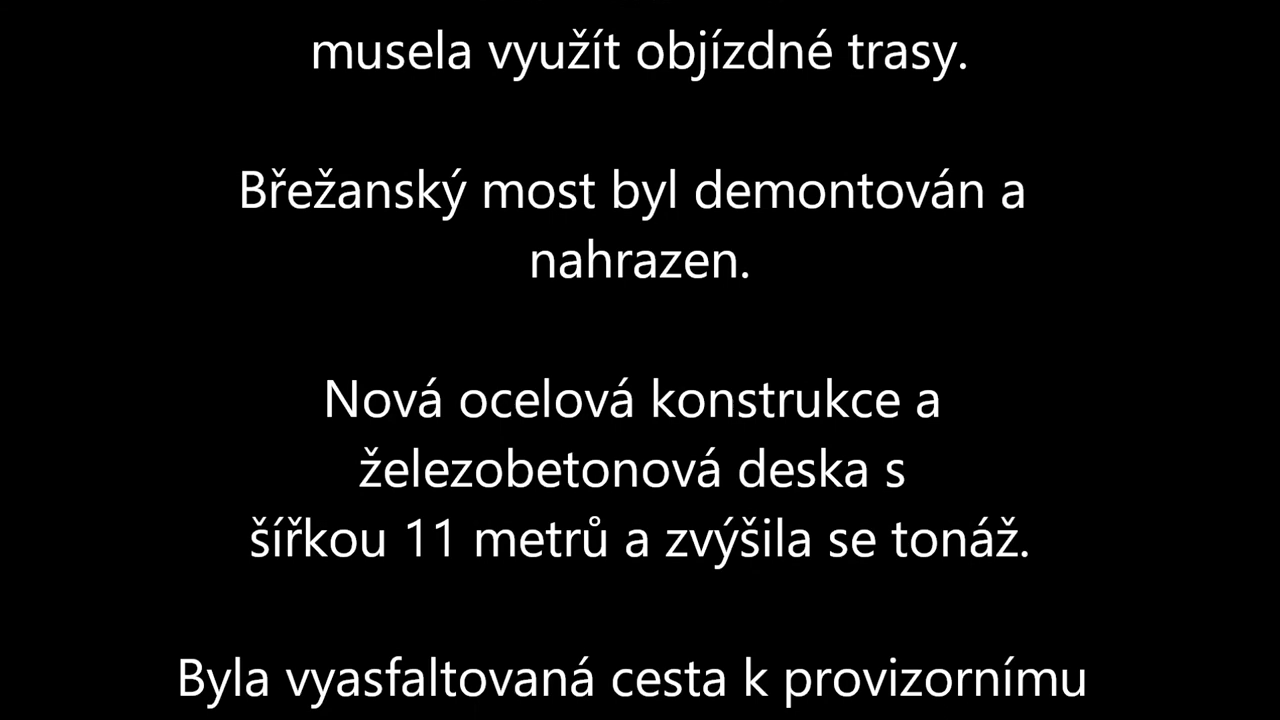 musela využít objízdné trasy.
Břežanský most byl demontován a
nahrazen.
Nová ocelová konstrukce a
železobetonová deska s
šířkou 11 metrů a zvýšila se tonáž.
Byla vyasfaltovaná cesta k provizornímu